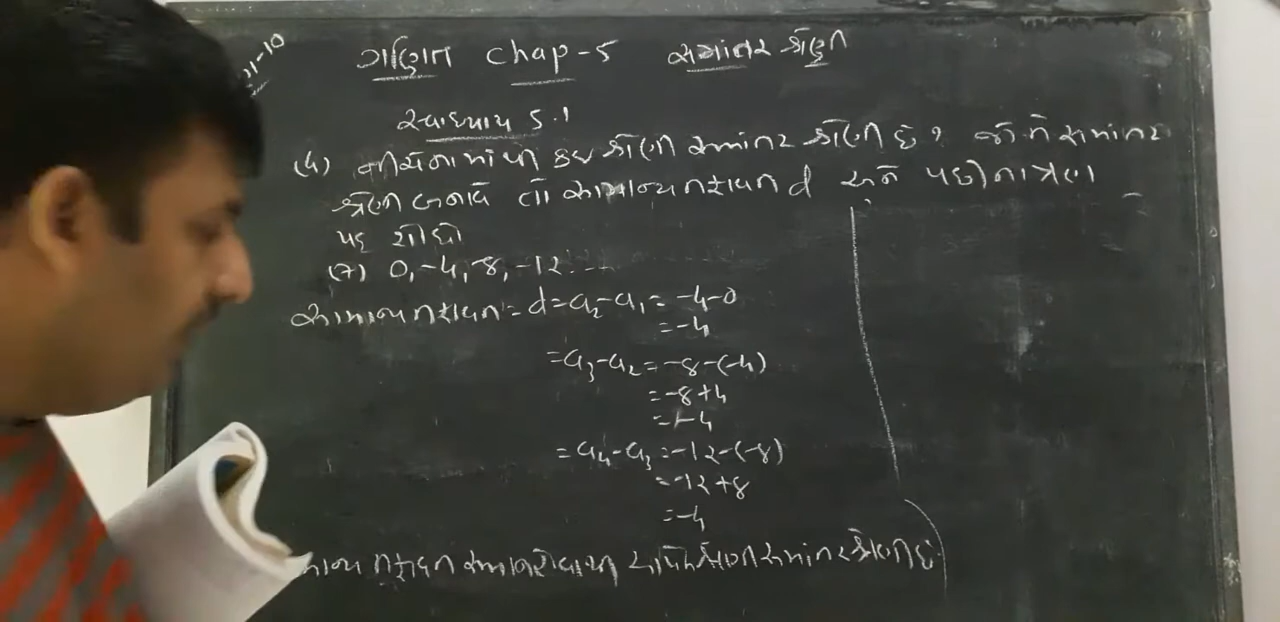 ગણિત Chap-5 સમાંતર શ્રેણી
સ્વાધ્યાય 5.1
(4) નીચેનામાંથી કઇ શ્રેણી સમાંતર શ્રેણી છે? જો તે સમાંતર
શ્રેણી બનાવે તો સામાન્ય તફાવત d અને પછીના ત્રણ
પદ શોધો
(7) 0, -4, -8, -12....
સામાન્ય તફાવત = d = a₂-a₁ = -4-0
= -4
= a₃-a₂ = -8-(-4)
= -8+4
= -4
= a₄-a₃ = -12-(-8)
= -12+8
= -4
તફાવત સમાન હોવાથી આપેલ શ્રેણી સમાંતર શ્રેણી છે.